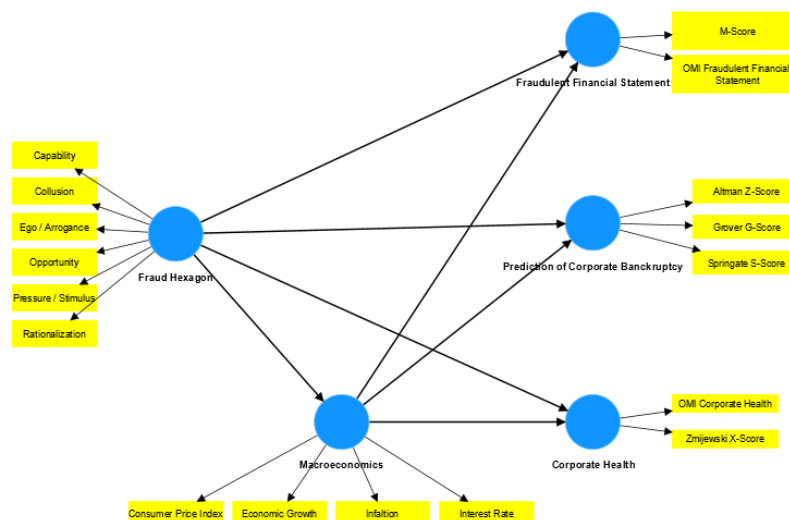 M-Score
OMI Fraudulent Financial
Statement
Fraudulent Financial Statement
Capability
Collusion
Ego / Arrogance
Opportunity
Pressure / Stimulus
Rationalization
Fraud Hexagon
Altman Z-Score
Grover G-Score
Springate S-Score
Prediction of Corporate Banckruptcy
OMI Corporate Health
Zmijewski X-Score
Macroeconomics
Corporate Health
Consumer Price Index
Economic Growth
Infaltion
Interest Rate